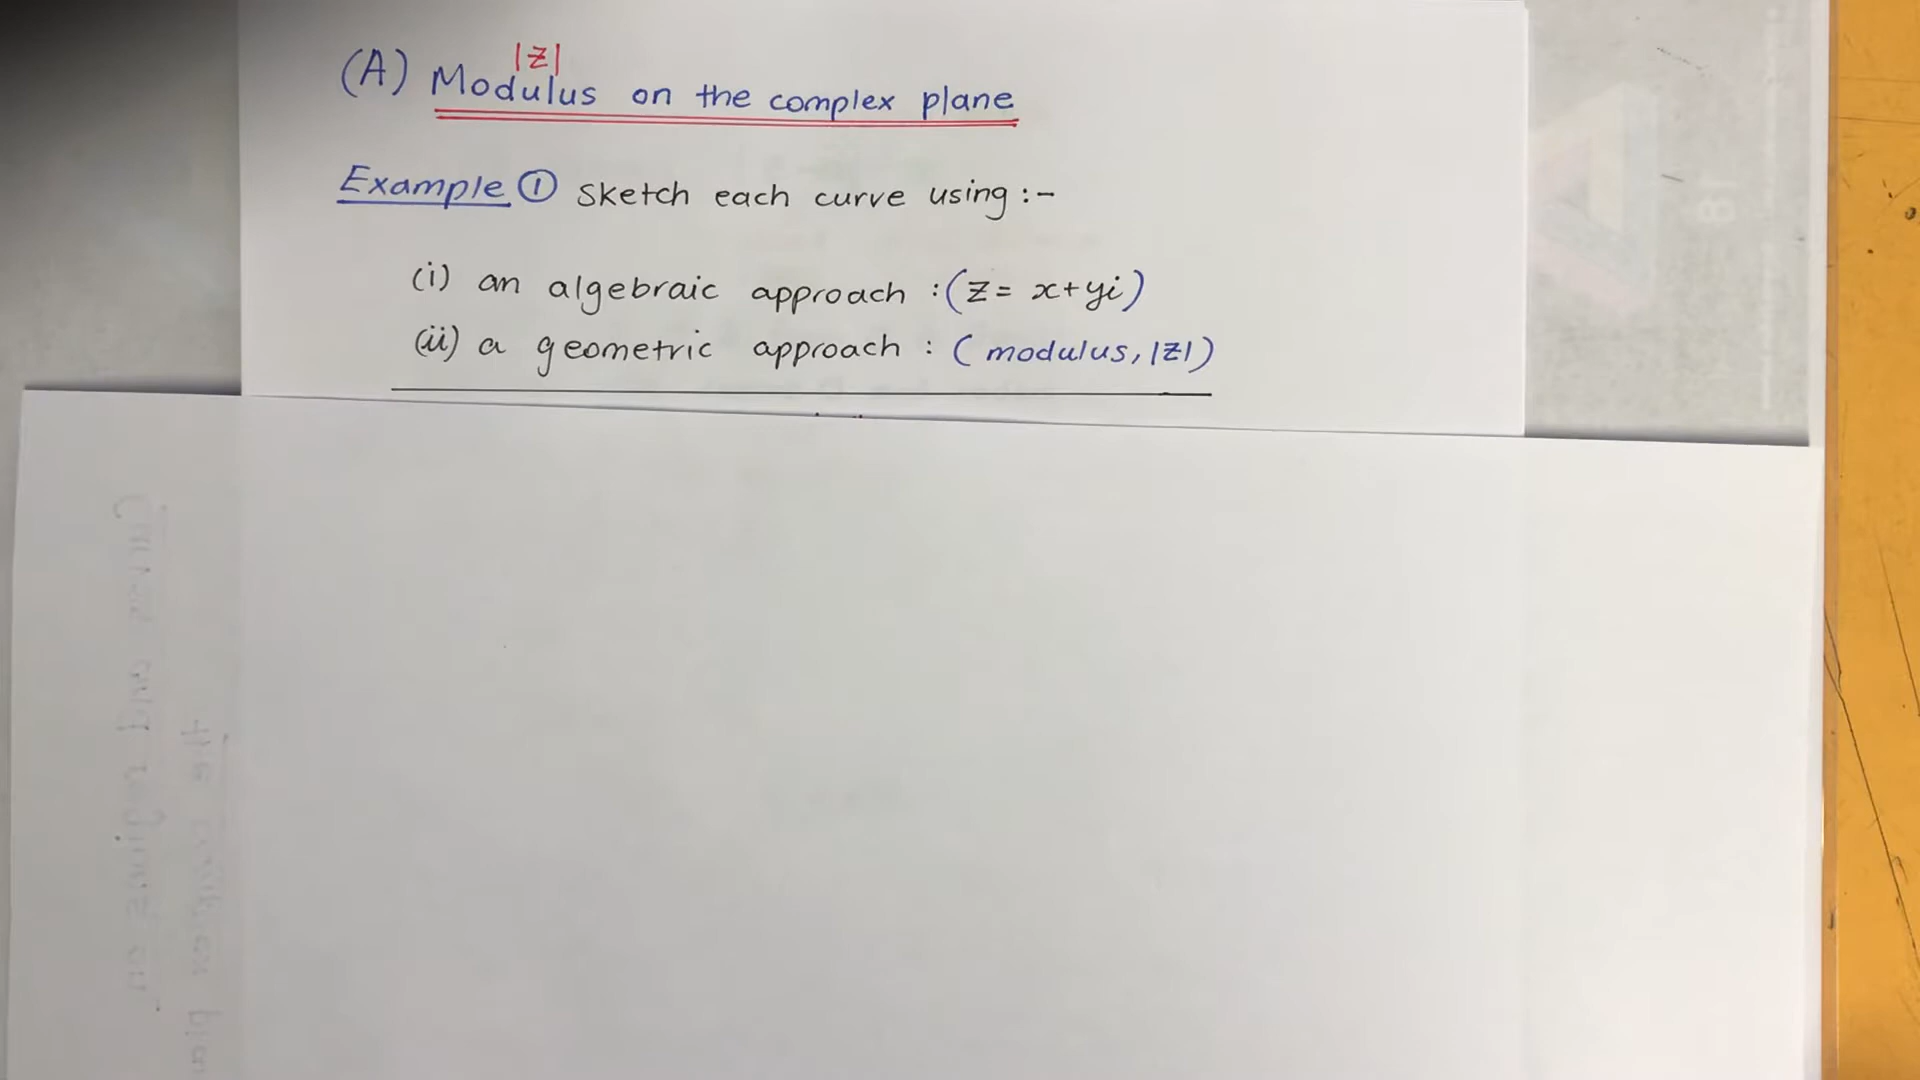 |z|
(A) Modulus on the complex plane
Example ① Sketch each curve using :-
(i) an algebraic approach : (z = x+yi)
(ii) a geometric approach : (modulus, |z|)